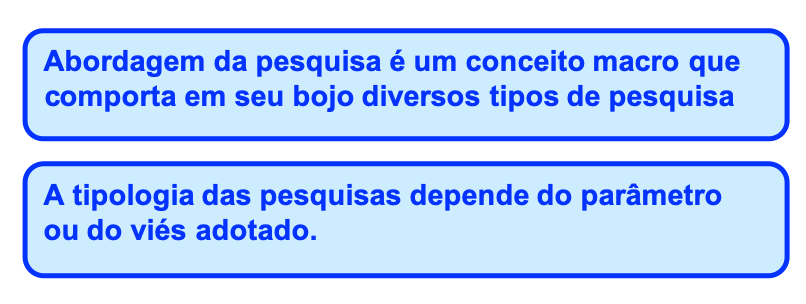 Abordagem da pesquisa é um conceito macro que
comporta em seu bojo diversos tipos de pesquisa
A tipologia das pesquisas depende do parâmetro
ou do viés adotado.